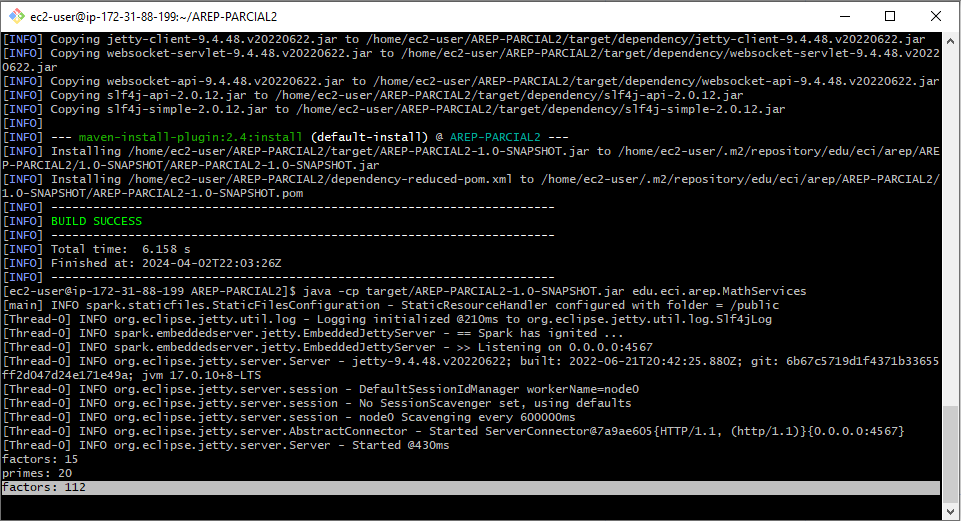 ec2-user@ip-172-31-88-199:~/AREP-PARCIAL2
[INFO] Copying jetty-client-9.4.48.v20220622.jar to /home/ec2-user/AREP-PARCIAL2/target/dependency/jetty-client-9.4.48.v20220622.jar
[INFO] Copying websocket-servlet-9.4.48.v20220622.jar to /home/ec2-user/AREP-PARCIAL2/target/dependency/websocket-servlet-9.4.48.v2022
0622.jar
[INFO] Copying websocket-api-9.4.48.v20220622.jar to /home/ec2-user/AREP-PARCIAL2/target/dependency/websocket-api-9.4.48.v20220622.jar
[INFO] Copying slf4j-api-2.0.12.jar to /home/ec2-user/AREP-PARCIAL2/target/dependency/slf4j-api-2.0.12.jar
[INFO] Copying slf4j-simple-2.0.12.jar to /home/ec2-user/AREP-PARCIAL2/target/dependency/slf4j-simple-2.0.12.jar
[INFO]
[INFO] --- maven-install-plugin:2.4:install (default-install) @ AREP-PARCIAL2 ---
[INFO] Installing /home/ec2-user/AREP-PARCIAL2/target/AREP-PARCIAL2-1.0-SNAPSHOT.jar to /home/ec2-user/.m2/repository/edu/eci/arep/ARE
P-PARCIAL2/1.0-SNAPSHOT/AREP-PARCIAL2-1.0-SNAPSHOT.jar
[INFO] Installing /home/ec2-user/AREP-PARCIAL2/dependency-reduced-pom.xml to /home/ec2-user/.m2/repository/edu/eci/arep/AREP-PARCIAL2/
1.0-SNAPSHOT/AREP-PARCIAL2-1.0-SNAPSHOT.pom
[INFO] ------------------------------------------------------------------------
[INFO] BUILD SUCCESS
[INFO] ------------------------------------------------------------------------
[INFO] Total time:  6.158 s
[INFO] Finished at: 2024-04-02T22:03:26Z
[INFO] ------------------------------------------------------------------------
[ec2-user@ip-172-31-88-199 AREP-PARCIAL2]$ java -cp target/AREP-PARCIAL2-1.0-SNAPSHOT.jar edu.eci.arep.MathServices
[main] INFO spark.staticfiles.StaticFilesConfiguration - StaticResourceHandler configured with folder = /public
[Thread-0] INFO org.eclipse.jetty.util.log - Logging initialized @210ms to org.eclipse.jetty.util.log.Slf4jLog
[Thread-0] INFO spark.embeddedserver.jetty.EmbeddedJettyServer - == Spark has ignited ...
[Thread-0] INFO spark.embeddedserver.jetty.EmbeddedJettyServer - >> Listening on 0.0.0.0:4567
[Thread-0] INFO org.eclipse.jetty.server.Server - jetty-9.4.48.v20220622; built: 2022-06-21T20:42:25.880Z; git: 6b67c5719d1f4371b33655
ff2d047d24e171e49a; jvm 17.0.10+8-LTS
[Thread-0] INFO org.eclipse.jetty.server.session - DefaultSessionIdManager workerName=node0
[Thread-0] INFO org.eclipse.jetty.server.session - No SessionScavenger set, using defaults
[Thread-0] INFO org.eclipse.jetty.server.session - node0 Scavenging every 600000ms
[Thread-0] INFO org.eclipse.jetty.server.AbstractConnector - Started ServerConnector@7a9ae605{HTTP/1.1, (http/1.1)}{0.0.0.0:4567}
[Thread-0] INFO org.eclipse.jetty.server.Server - Started @430ms
factors: 15
primes: 20
factors: 112